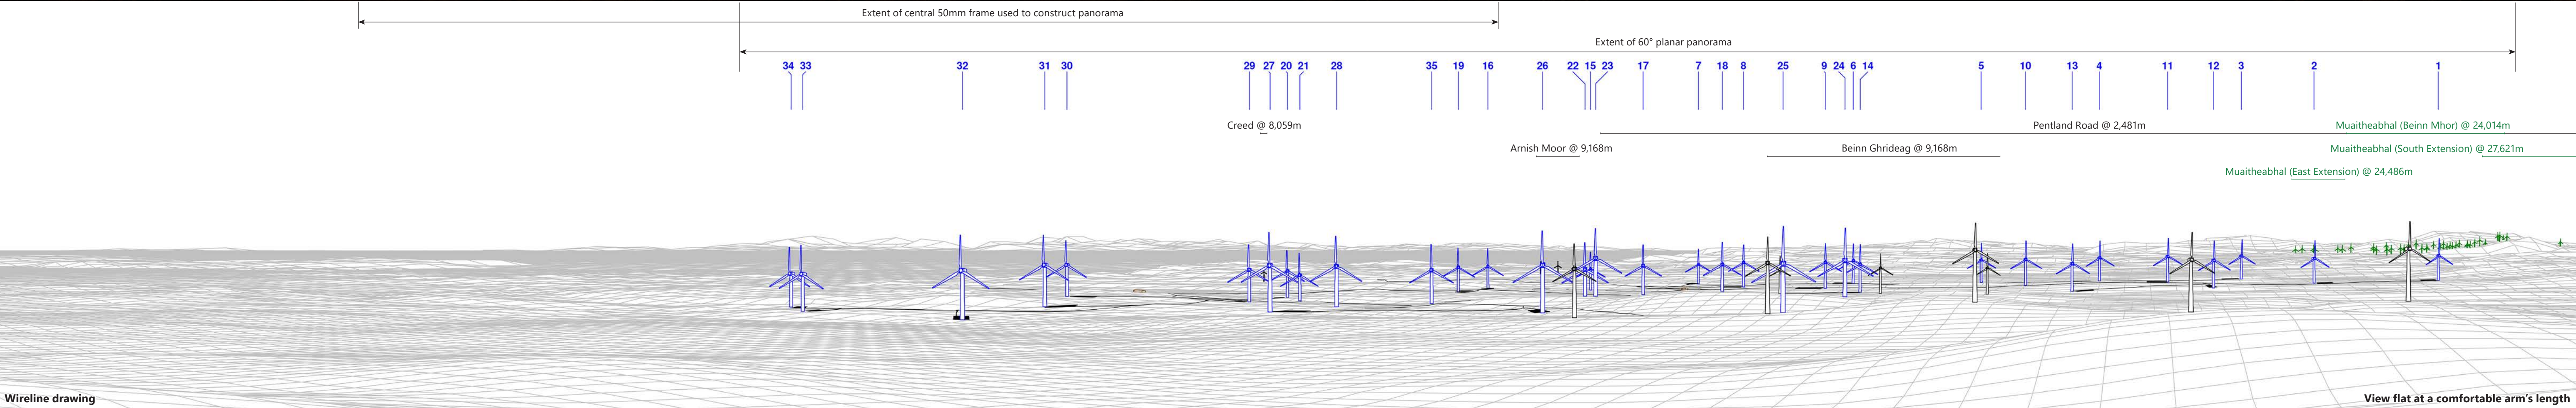 Extent of central 50mm frame used to construct panorama
Extent of 60° planar panorama
34 33 32 31 30 29 27 20 21 28 35 19 16 26 22 15 23 17 7 18 8 25 9 24 6 14 5 10 13 4 11 12 3 2 1
Creed @ 8,059m
Pentland Road @ 2,481m
Muaitheabhal (Beinn Mhor) @ 24,014m
Arnish Moor @ 9,168m
Beinn Ghrideag @ 9,168m
Muaitheabhal (South Extension) @ 27,621m
Muaitheabhal (East Extension) @ 24,486m
Wireline drawing
View flat at a comfortable arm's length